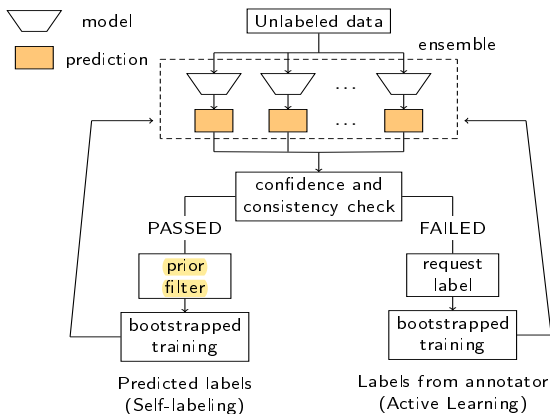 model
prediction
Unlabeled data
ensemble
...
...
confidence and
consistency check
PASSED
FAILED
prior
filter
request
label
bootstrapped
training
bootstrapped
training
Predicted labels
(Self-labeling)
Labels from annotator
(Active Learning)